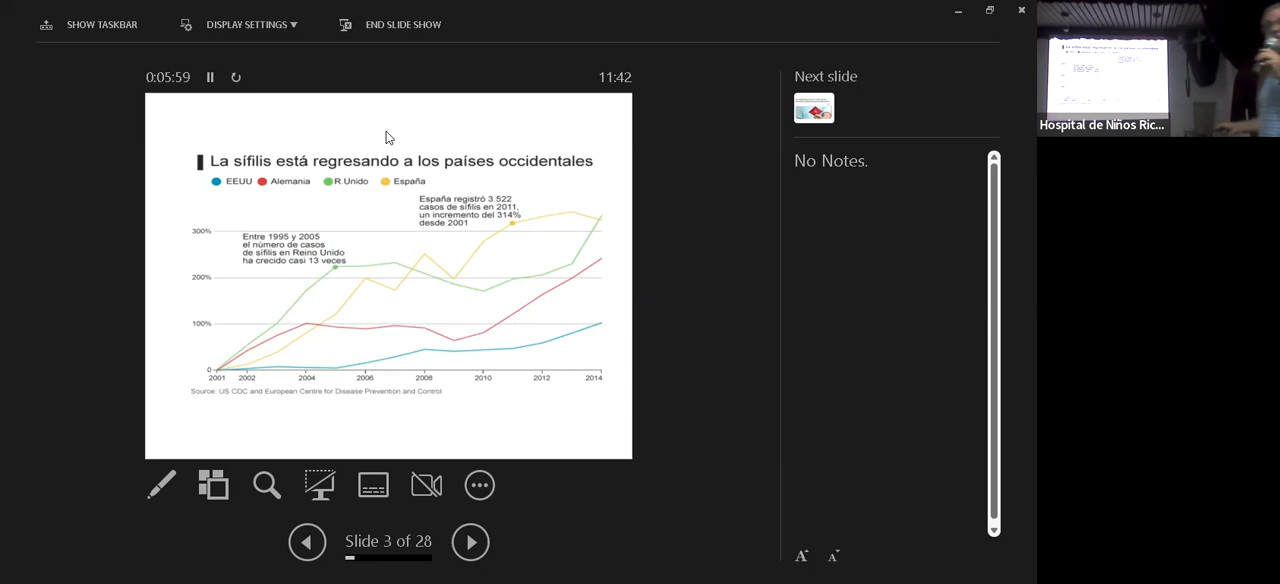 SHOW TASKBAR
DISPLAY SETTINGS
END SLIDE SHOW
0:05:59
11:42
La sífilis está regresando a los países occidentales
EEUU
Alemania
R.Unido
España
España registró 3.522
casos de sífilis en 2011,
un incremento del 314%
desde 2001
Entre 1995 y 2005
el número de casos
de sífilis en Reino Unido
ha crecido casi 13 veces
300%
200%
100%
0
2001 2002 2004 2006 2008 2010 2012 2014
Source: US CDC and European Centre for Disease Prevention and Control
Slide 3 of 28
Next slide
No Notes.
A A
Hospital de Niños Ric...